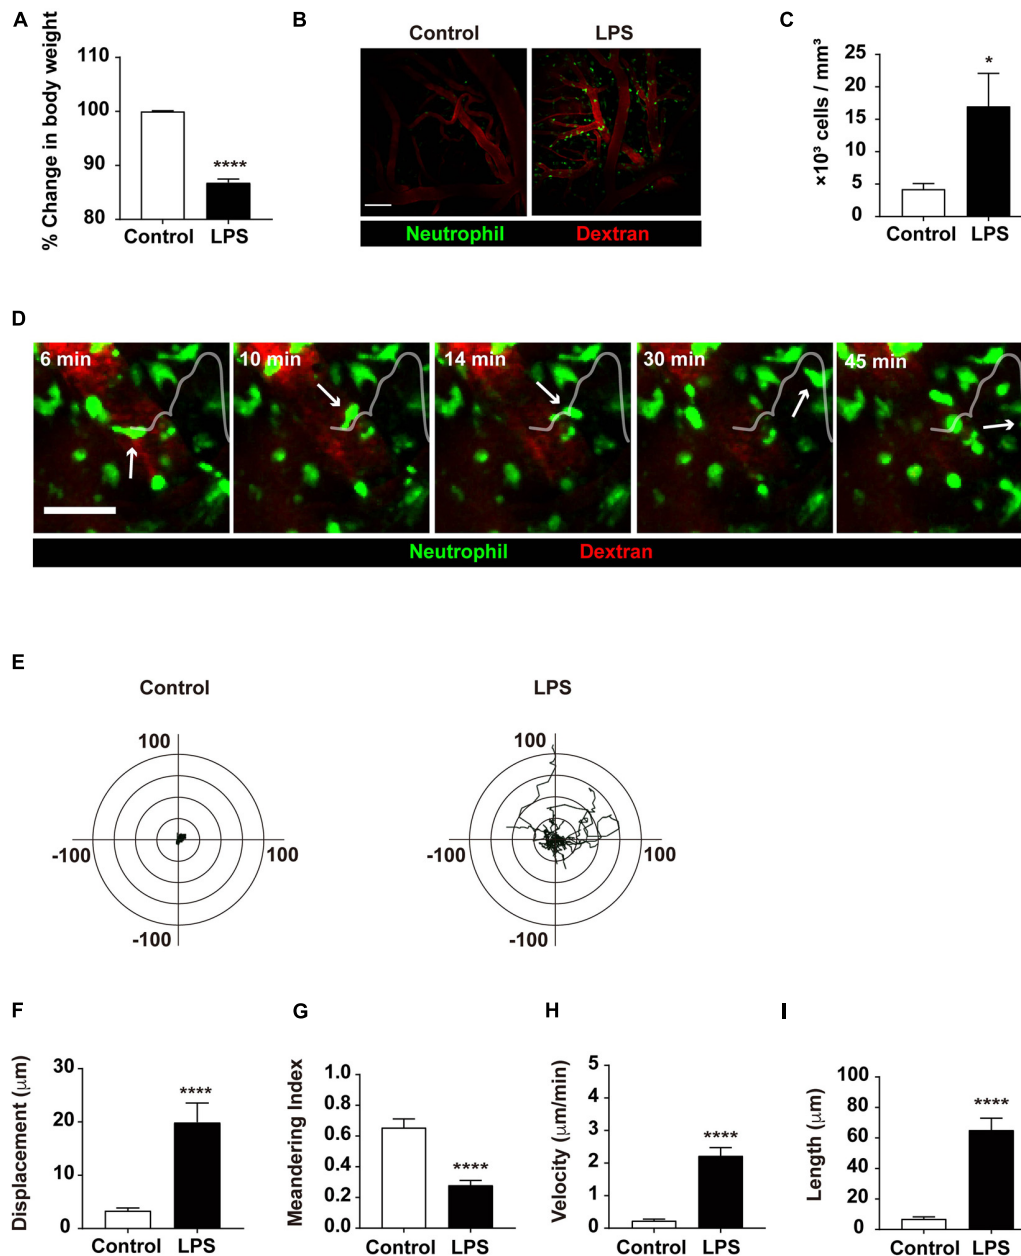 A
% Change in body weight
110
100
90
80
****
Control LPS
B
Control LPS
Neutrophil Dextran
C
×10³ cells / mm³
25
20
15
10
5
0
*
Control LPS
D
6 min 10 min 14 min 30 min 45 min
Neutrophil Dextran
E
Control LPS
100
-100 100
-100
100
-100 100
-100
F
Displacement (μm)
30
20
10
0
****
Control LPS
G
Meandering Index
1.0
0.8
0.6
0.4
0.2
0.0
****
Control LPS
H
Velocity (μm/min)
5
4
3
2
1
0
****
Control LPS
I
Length (μm)
100
80
60
40
20
0
****
Control LPS